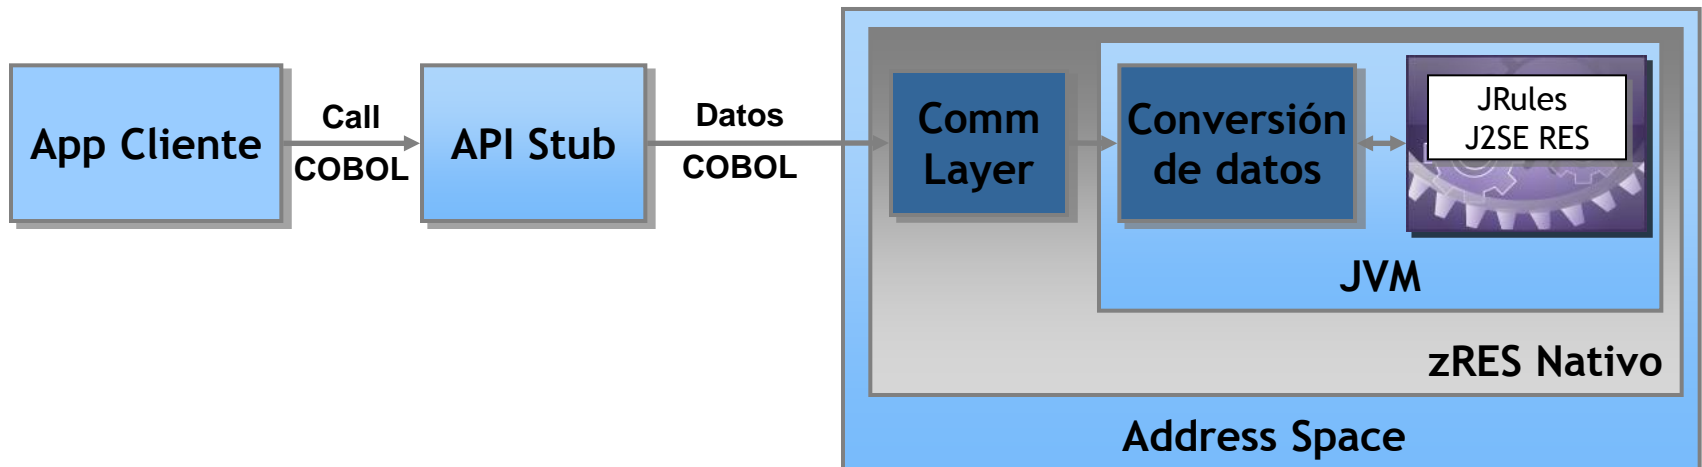 App Cliente
Call
COBOL
API Stub
Datos
COBOL
Comm
Layer
Conversión
de datos
JRules
J2SE RES
JVM
zRES Nativo
Address Space